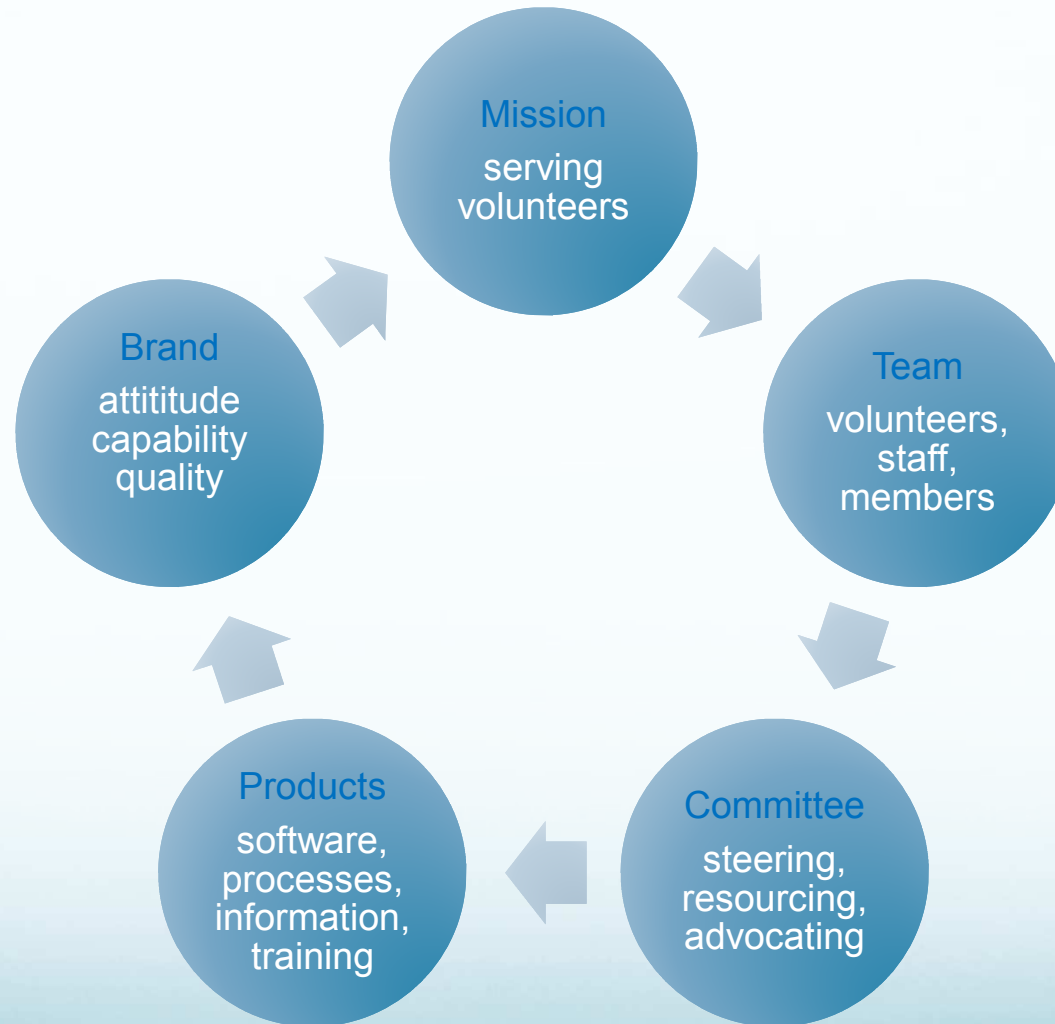 Mission
serving
volunteers
Team
volunteers,
staff,
members
Committee
steering,
resourcing,
advocating
Products
software,
processes,
information,
training
Brand
attititude
capability
quality